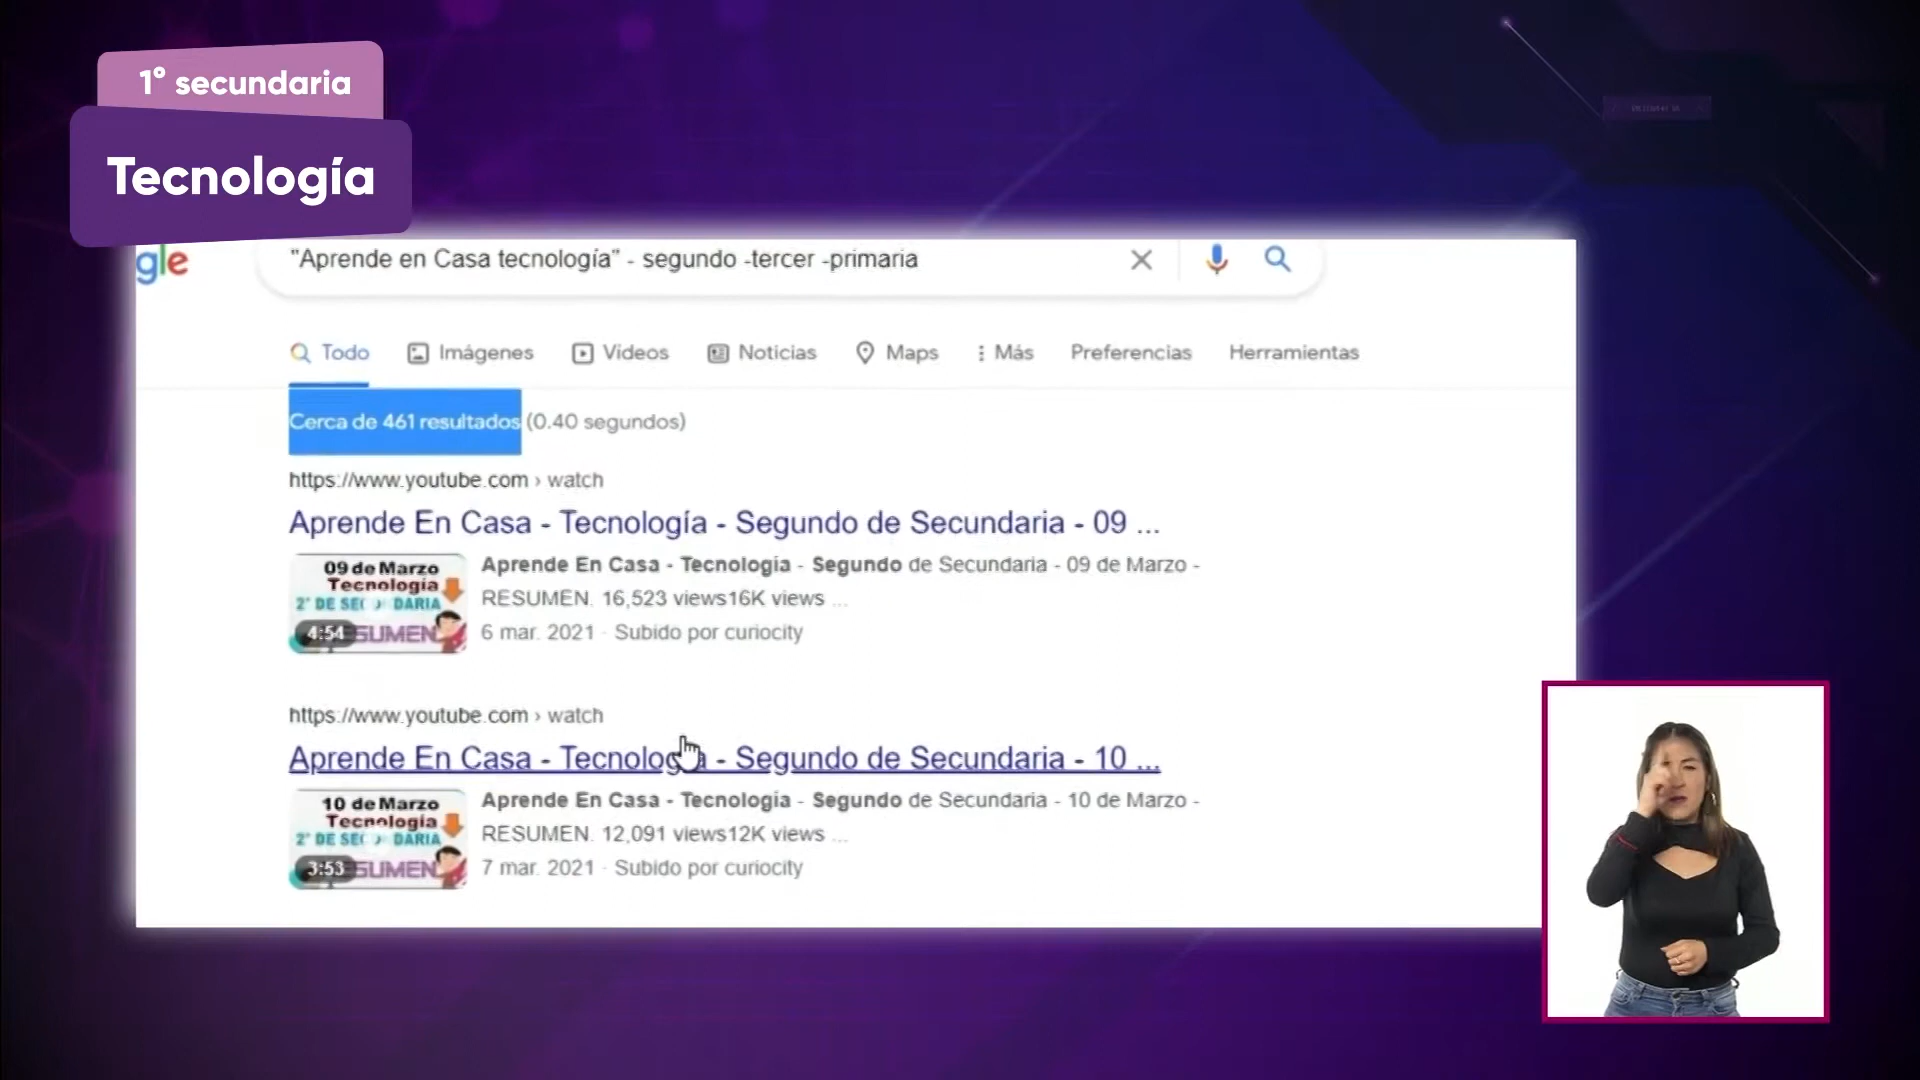 1° secundaria
Tecnología
gle
"Aprende en Casa tecnología" - segundo -tercer -primaria
Todo Imágenes Videos Noticias Maps Más Preferencias Herramientas
Cerca de 461 resultados (0.40 segundos)
https://www.youtube.com › watch
Aprende En Casa - Tecnología - Segundo de Secundaria - 09 ...
09 de Marzo
Tecnología
4:54
Aprende En Casa - Tecnología - Segundo de Secundaria - 09 de Marzo -
RESUMEN. 16,523 views16K views ...
6 mar. 2021 · Subido por curiocity
https://www.youtube.com › watch
Aprende En Casa - Tecnología - Segundo de Secundaria - 10 ...
10 de Marzo
Tecnología
3:53
Aprende En Casa - Tecnología - Segundo de Secundaria - 10 de Marzo -
RESUMEN. 12,091 views12K views ...
7 mar. 2021 · Subido por curiocity